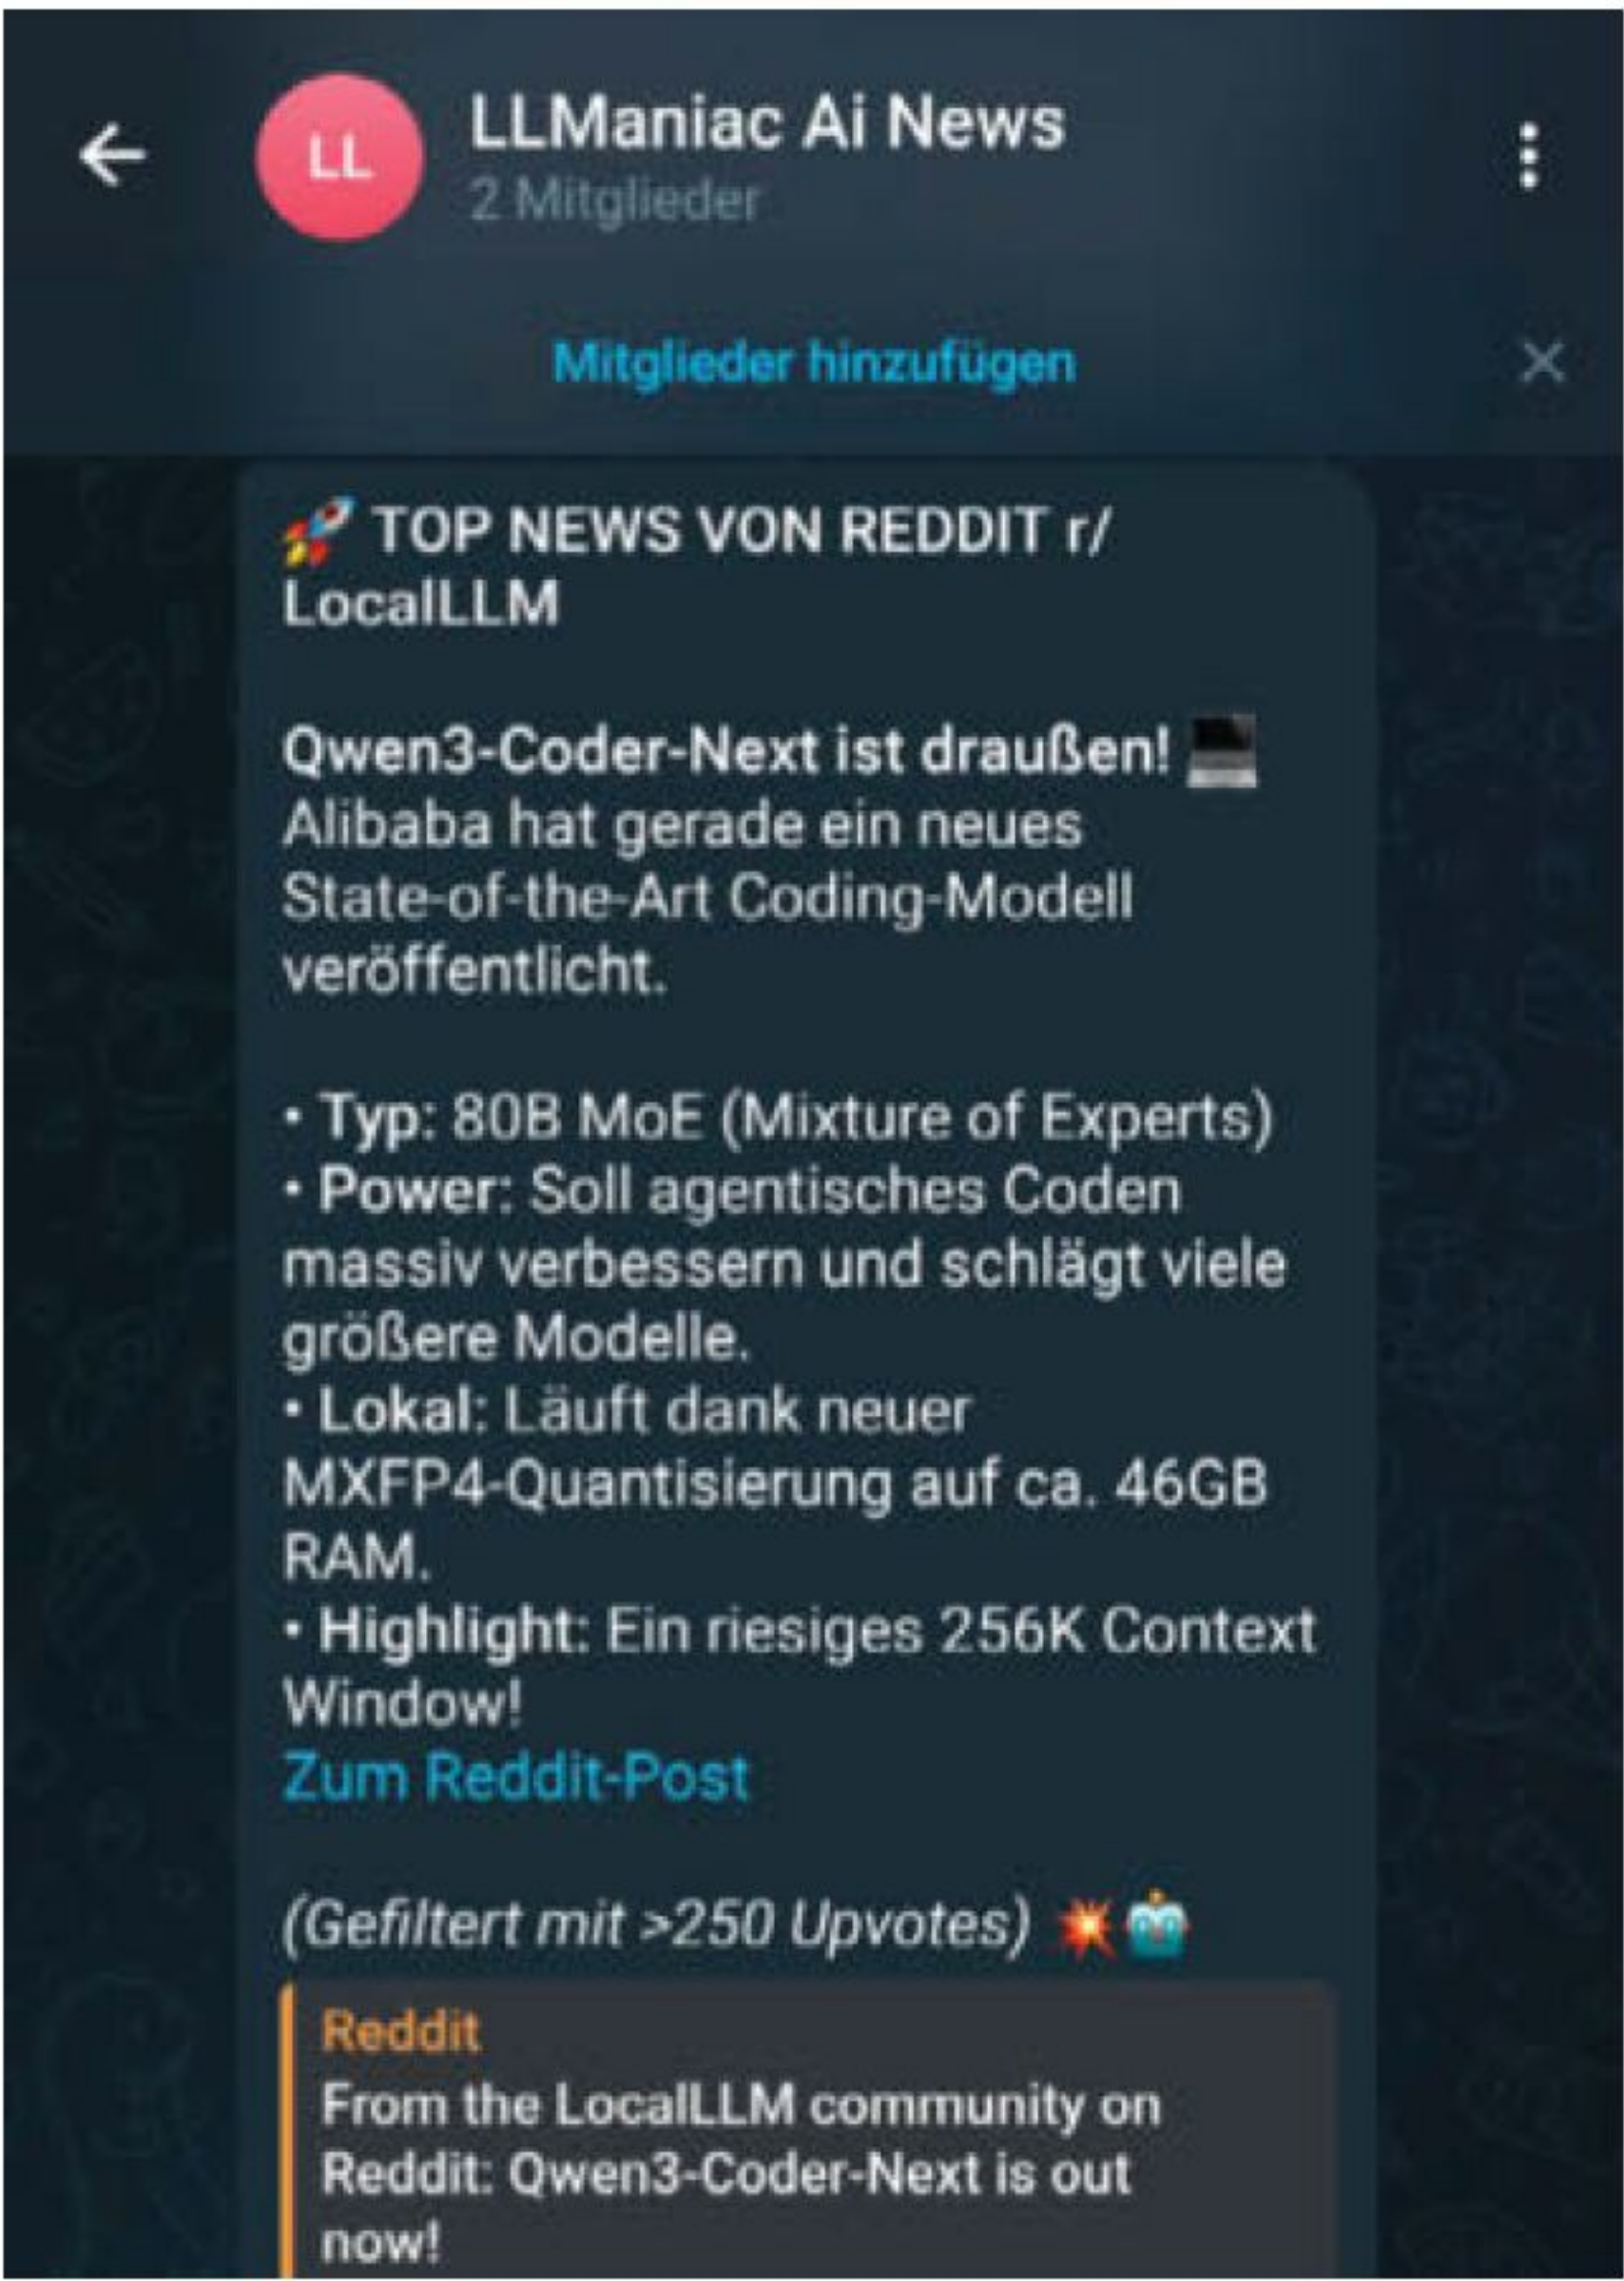 LL
LLManiac Ai News
2 Mitglieder
Mitglieder hinzufügen
🚀 TOP NEWS VON REDDIT r/
LocalLLM
Qwen3-Coder-Next ist draußen! 💻
Alibaba hat gerade ein neues
State-of-the-Art Coding-Modell
veröffentlicht.
• Typ: 80B MoE (Mixture of Experts)
• Power: Soll agentisches Coden
massiv verbessern und schlägt viele
größere Modelle.
• Lokal: Läuft dank neuer
MXFP4-Quantisierung auf ca. 46GB
RAM.
• Highlight: Ein riesiges 256K Context
Window!
Zum Reddit-Post
(Gefiltert mit >250 Upvotes) 💥🤖
Reddit
From the LocalLLM community on
Reddit: Qwen3-Coder-Next is out
now!